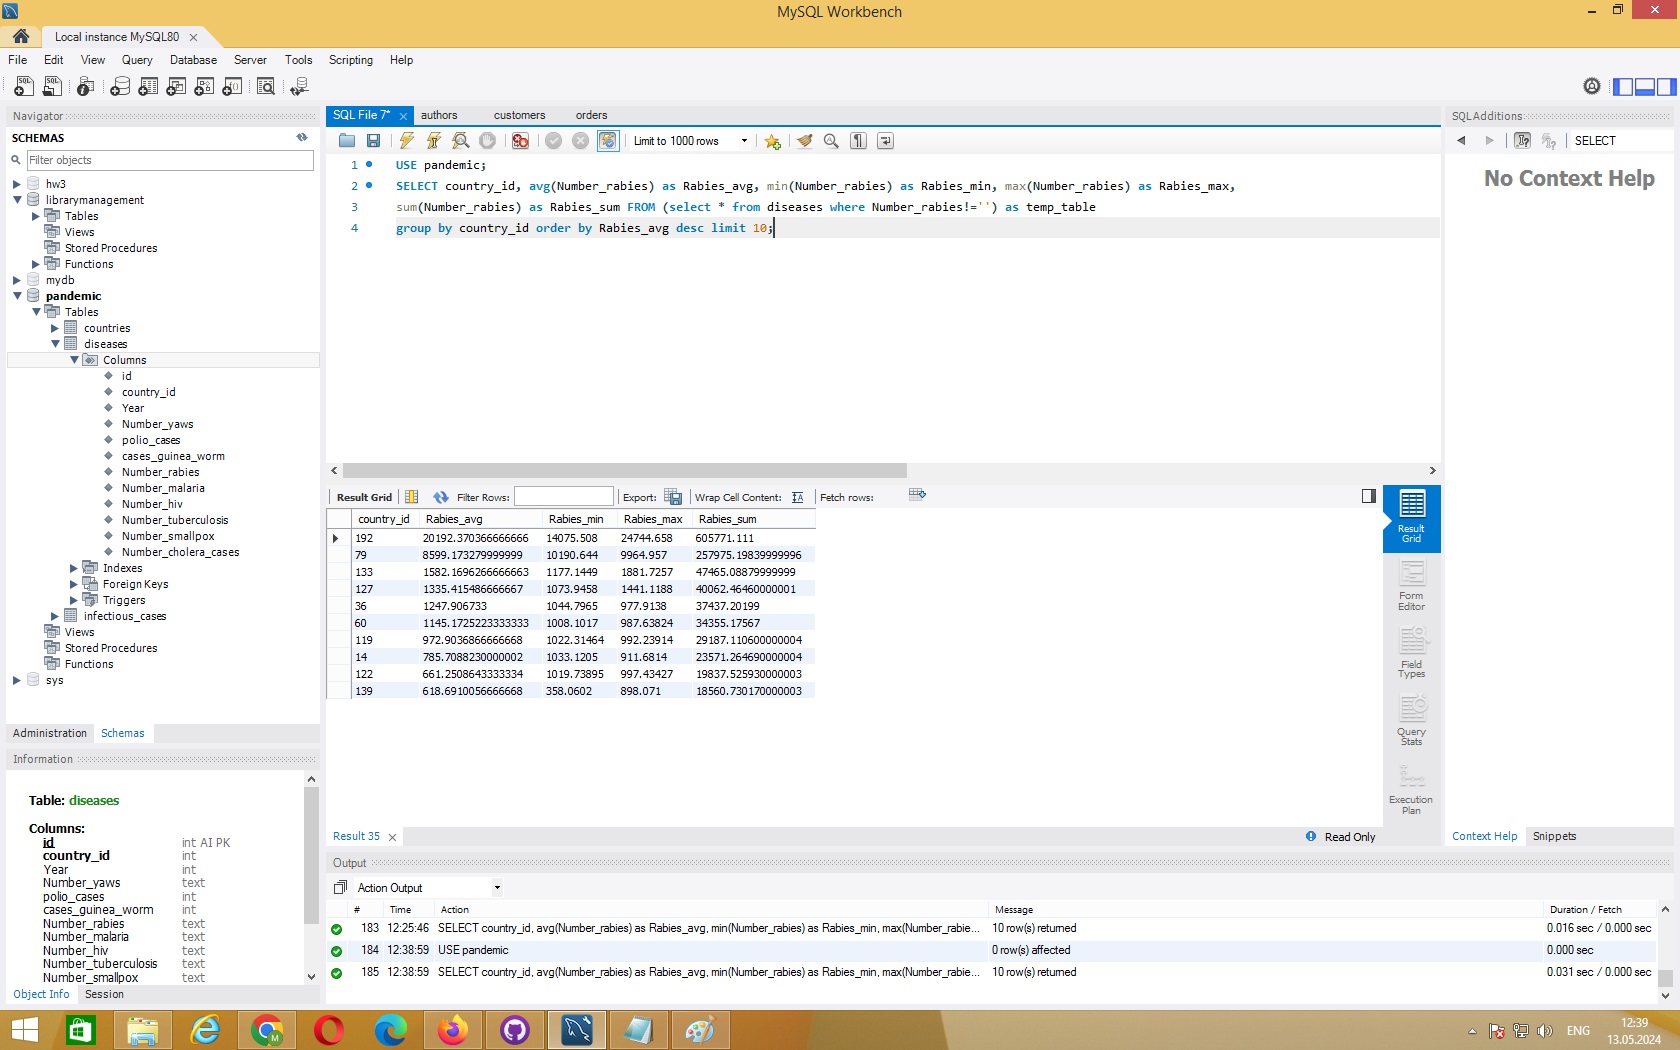 MySQL Workbench
Local instance MySQL80
File Edit View Query Database Server Tools Scripting Help
Navigator
SCHEMAS
Filter objects
hw3
librarymanagement
Tables
Views
Stored Procedures
Functions
mydb
pandemic
Tables
countries
diseases
Columns
id
country_id
Year
Number_yaws
polio_cases
cases_guinea_worm
Number_rabies
Number_malaria
Number_hiv
Number_tuberculosis
Number_smallpox
Number_cholera_cases
Indexes
Foreign Keys
Triggers
infectious_cases
Views
Stored Procedures
Functions
sys
Administration Schemas
Information
Table: diseases
Columns:
id int AI PK
country_id int
Year int
Number_yaws text
polio_cases int
cases_guinea_worm int
Number_rabies text
Number_malaria text
Number_hiv text
Number_tuberculosis text
Number_smallpox text
Object Info Session
SQL File 7* authors customers orders
Limit to 1000 rows
1 USE pandemic;
2 SELECT country_id, avg(Number_rabies) as Rabies_avg, min(Number_rabies) as Rabies_min, max(Number_rabies) as Rabies_max,
3 sum(Number_rabies) as Rabies_sum FROM (select * from diseases where Number_rabies!='') as temp_table
4 group by country_id order by Rabies_avg desc limit 10;
Result Grid Filter Rows: Export: Wrap Cell Content: Fetch rows:
country_id Rabies_avg Rabies_min Rabies_max Rabies_sum
192 20192.370366666666 14075.508 24744.658 605771.111
79 8599.173279999999 10190.644 9964.957 257975.19839999996
133 1582.1696266666663 1177.1449 1881.7257 47465.08879999999
127 1335.415486666667 1073.9458 1441.1188 40062.46460000001
36 1247.906733 1044.7965 977.9138 37437.20199
60 1145.1725223333333 1008.1017 987.63824 34355.17567
119 972.9036866666668 1022.31464 992.23914 29187.110600000004
14 785.7088230000002 1033.1205 911.6814 23571.264690000004
122 661.2508643333334 1019.73895 997.43427 19837.525930000003
139 618.6910056666668 358.0602 898.071 18560.730170000003
Result Grid
Form Editor
Field Types
Query Stats
Execution Plan
Result 35
Read Only
Output
Action Output
# Time Action Message Duration / Fetch
183 12:25:46 SELECT country_id, avg(Number_rabies) as Rabies_avg, min(Number_rabies) as Rabies_min, max(Number_rabie... 10 row(s) returned 0.016 sec / 0.000 sec
184 12:38:59 USE pandemic 0 row(s) affected 0.000 sec
185 12:38:59 SELECT country_id, avg(Number_rabies) as Rabies_avg, min(Number_rabies) as Rabies_min, max(Number_rabie... 10 row(s) returned 0.031 sec / 0.000 sec
SQLAdditions
SELECT
No Context Help
Context Help Snippets
ENG
12:39
13.05.2024